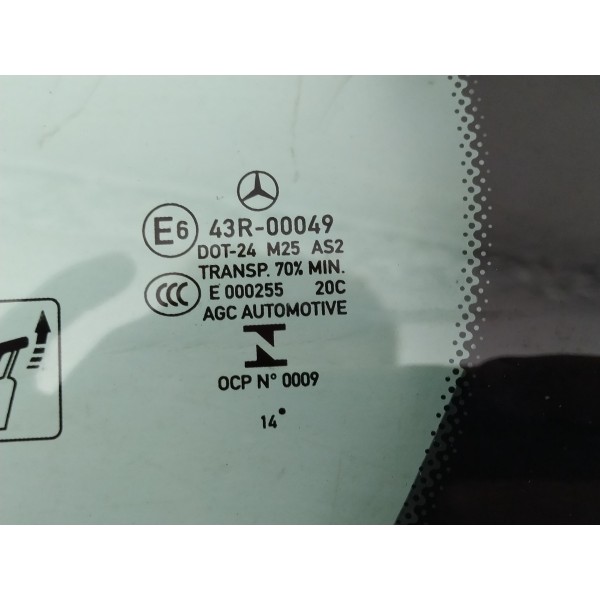 E6 43R-00049
DOT-24 M25 AS2
TRANSP. 70% MIN.
CCC E 000255 20C
AGC AUTOMOTIVE
N
OCP N° 0009
14